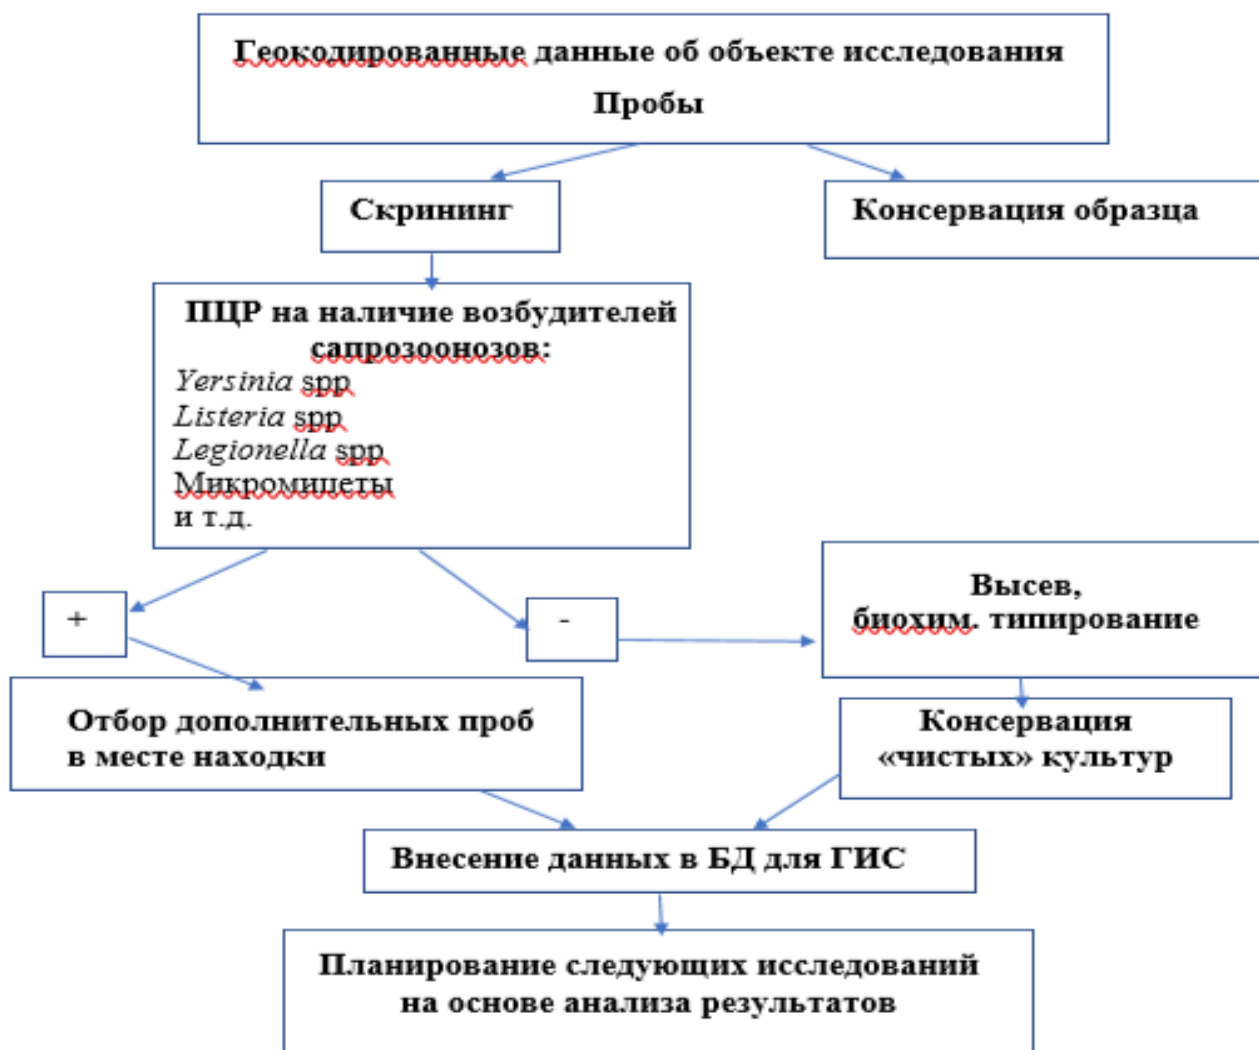 Геокодированные данные об объекте исследования
Пробы
Скрининг
Консервация образца
ПЦР на наличие возбудителей
сапрозоонозов:
Yersinia spp
Listeria spp
Legionella spp
Микромицеты
и т.д.
+
-
Высев,
биохим. типирование
Отбор дополнительных проб
в месте находки
Консервация
«чистых» культур
Внесение данных в БД для ГИС
Планирование следующих исследований
на основе анализа результатов